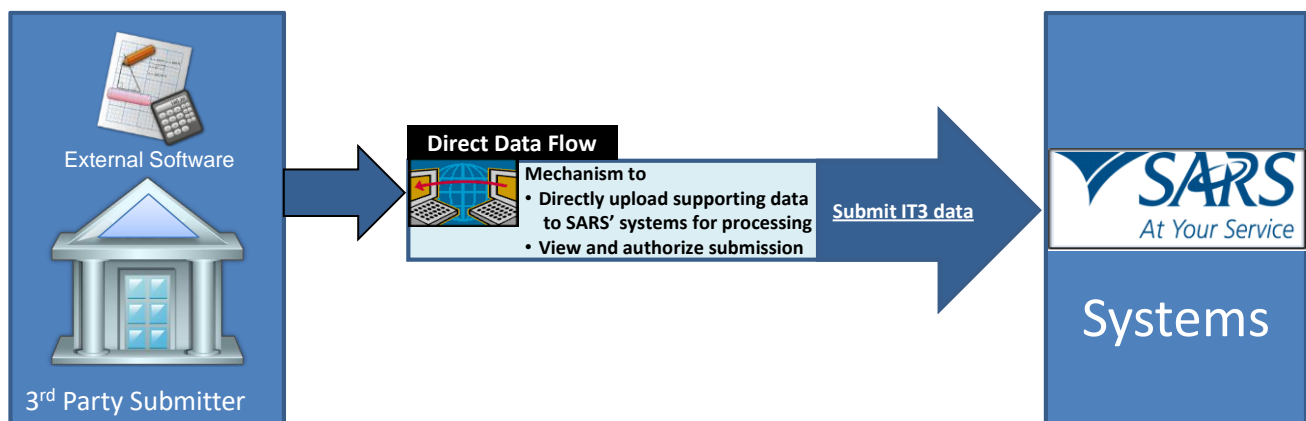 External Software
3rd Party Submitter
Direct Data Flow
Mechanism to
• Directly upload supporting data
to SARS' systems for processing
• View and authorize submission
Submit IT3 data
SARS
At Your Service
Systems